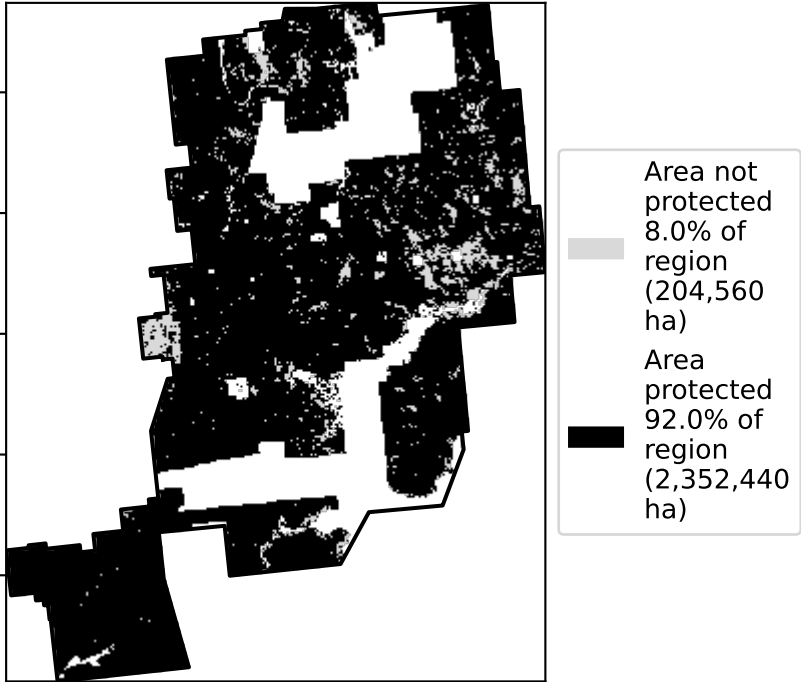 Area not
protected
8.0% of
region
(204,560
ha)
Area
protected
92.0% of
region
(2,352,440
ha)